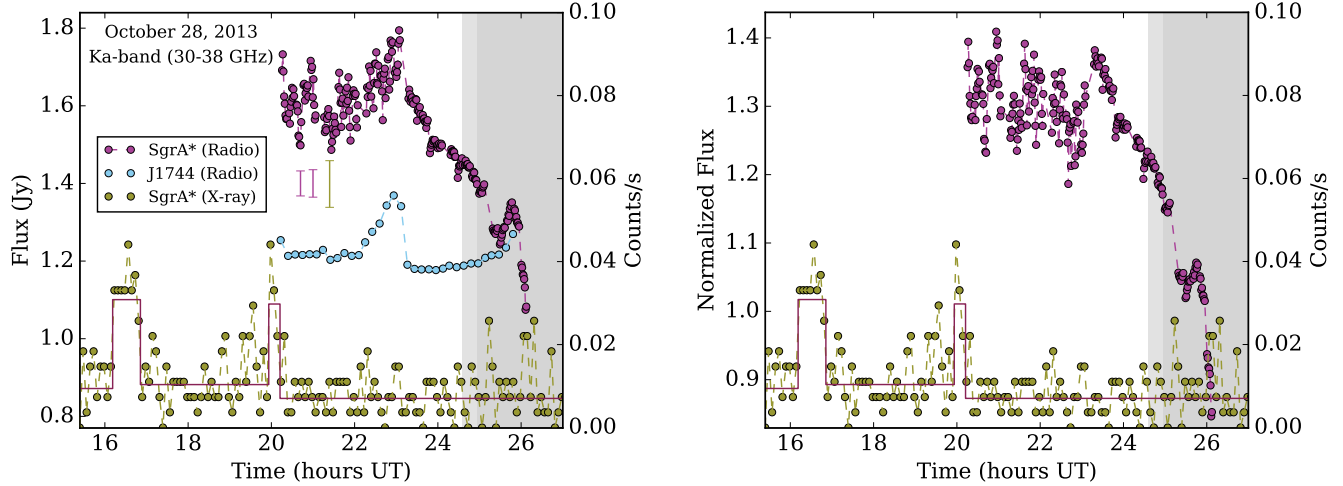 October 28, 2013
Ka-band (30-38 GHz)
SgrA* (Radio)
J1744 (Radio)
SgrA* (X-ray)
Flux (Jy)
1.8
1.6
1.4
1.2
1.0
0.8
16 18 20 22 24 26
Time (hours UT)
0.10
0.08
0.06
0.04
0.02
0.00
Counts/s
Normalized Flux
1.4
1.3
1.2
1.1
1.0
0.9
16 18 20 22 24 26
Time (hours UT)
0.10
0.08
0.06
0.04
0.02
0.00
Counts/s